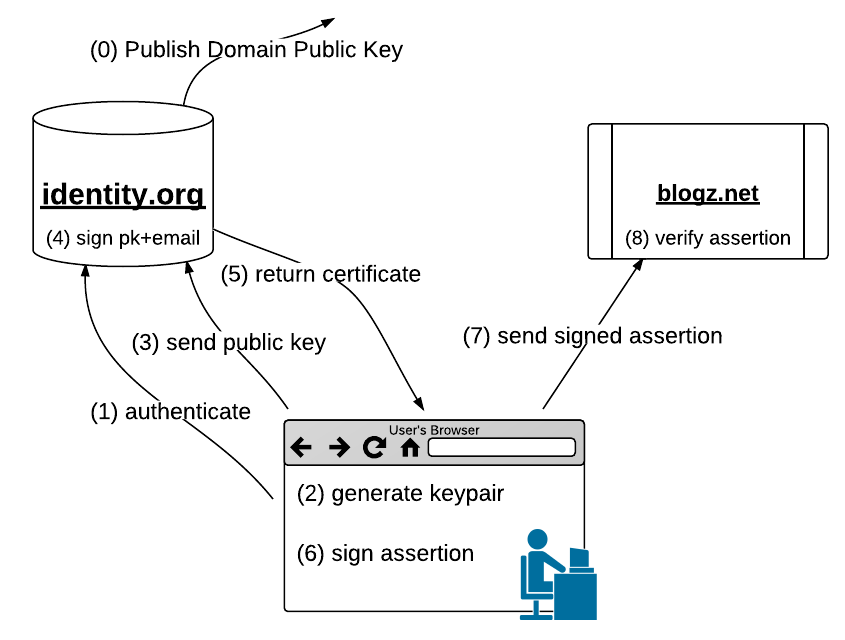 (0) Publish Domain Public Key
identity.org
(4) sign pk+email
blogz.net
(8) verify assertion
(5) return certificate
(3) send public key
(7) send signed assertion
(1) authenticate
User's Browser
(2) generate keypair
(6) sign assertion